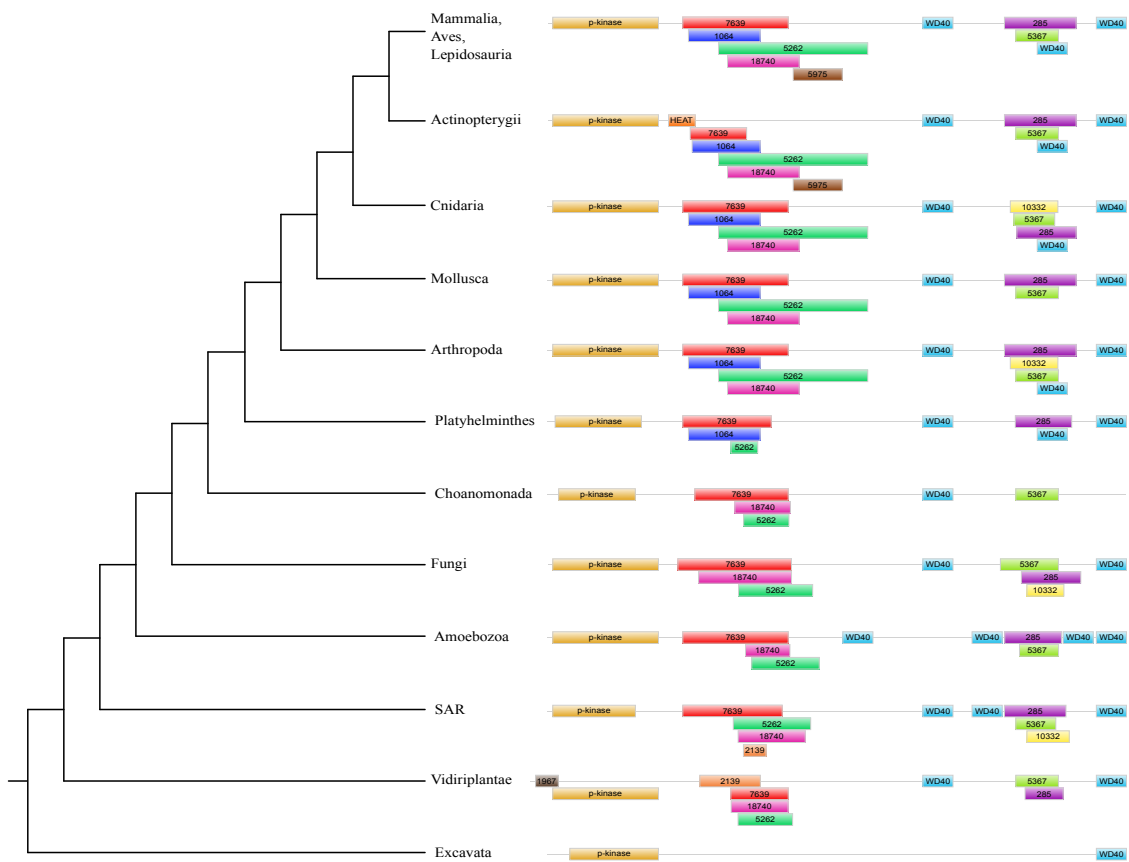 Mammalia,
Aves,
Lepidosauria
p-kinase 7639 WD40 285 WD40
1064 5367
5262 WD40
18740
5975
Actinopterygii p-kinase HEAT WD40 285 WD40
7639 5367
1064 WD40
5262
18740
5975
Cnidaria p-kinase 7639 WD40 10332 WD40
1064 5367
5262 285
18740 WD40
Mollusca p-kinase 7639 WD40 285 WD40
1064 5367
5262
18740
Arthropoda p-kinase 7639 WD40 285 WD40
1064 10332
5262 5367
18740 WD40
Platyhelminthes p-kinase 7639 WD40 285 WD40
1064 WD40
5262
Choanomonada p-kinase 7639 WD40 5367
18740
5262
Fungi p-kinase 7639 WD40 5367 WD40
18740 285
5262 10332
Amoebozoa p-kinase 7639 WD40 WD40 285 WD40 WD40
18740 5367
5262
SAR p-kinase 7639 WD40 WD40 285 WD40
5262 5367
18740 10332
2139
Vidiriplantae 1967 2139 WD40 5367 WD40
p-kinase 7639 285
18740
5262
Excavata p-kinase WD40